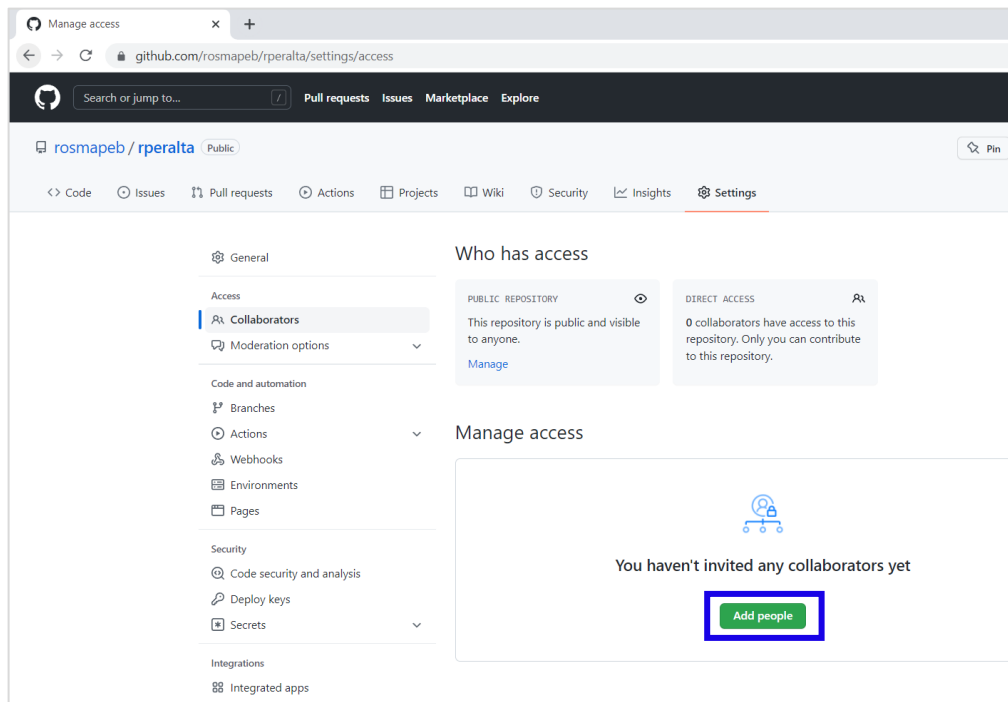 Manage access
github.com/rosmapeb/rperalta/settings/access
Search or jump to... / Pull requests Issues Marketplace Explore
rosmapeb / rperalta Public
Pin
Code Issues Pull requests Actions Projects Wiki Security Insights Settings
General
Access
Collaborators
Moderation options
Code and automation
Branches
Actions
Webhooks
Environments
Pages
Security
Code security and analysis
Deploy keys
Secrets
Integrations
Integrated apps
Who has access
PUBLIC REPOSITORY
This repository is public and visible
to anyone.
Manage
DIRECT ACCESS
0 collaborators have access to this
repository. Only you can contribute
to this repository.
Manage access
You haven't invited any collaborators yet
Add people